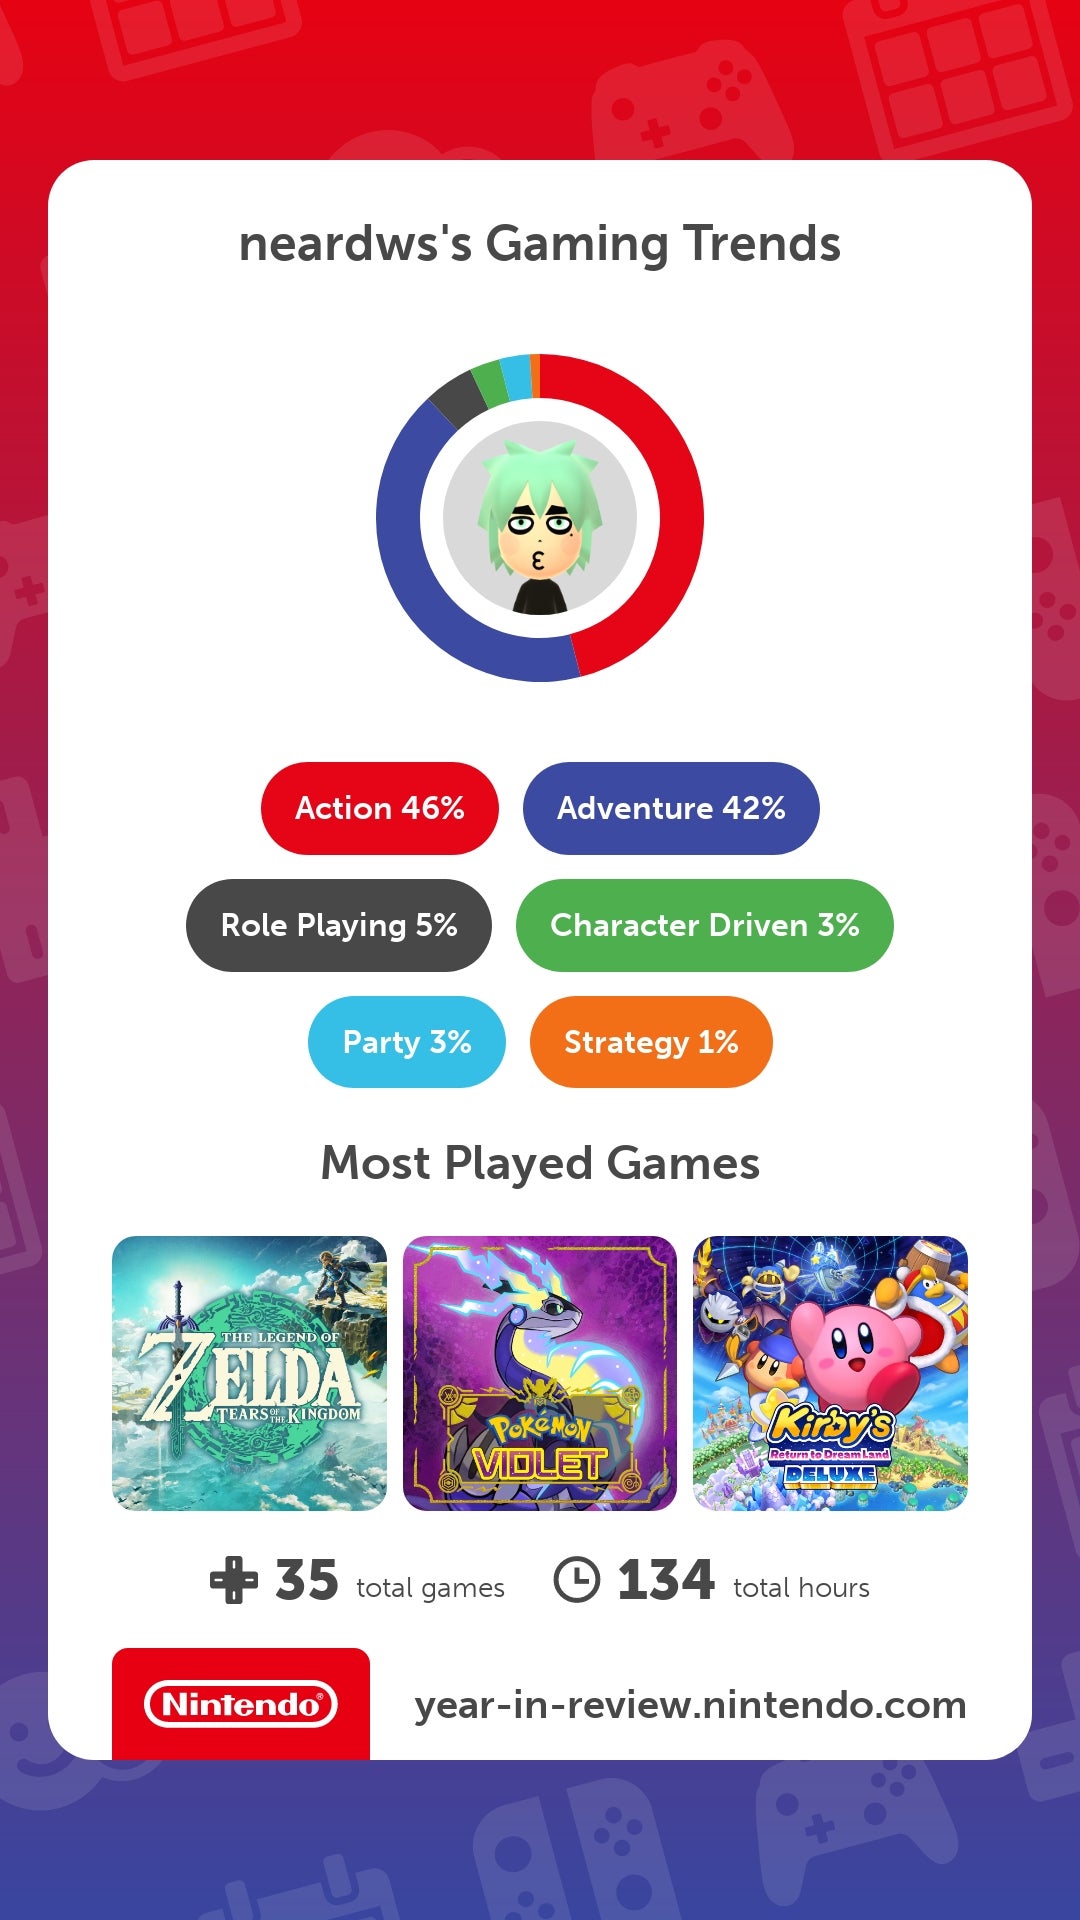 neardws's Gaming Trends
Action 46%
Adventure 42%
Role Playing 5%
Character Driven 3%
Party 3%
Strategy 1%
Most Played Games
THE LEGEND OF
ZELDA
TEARS OF THE KINGDOM
POKéMON
VIOLET
Kirby's
Return to Dream Land
DELUXE
35 total games
134 total hours
Nintendo®
year-in-review.nintendo.com